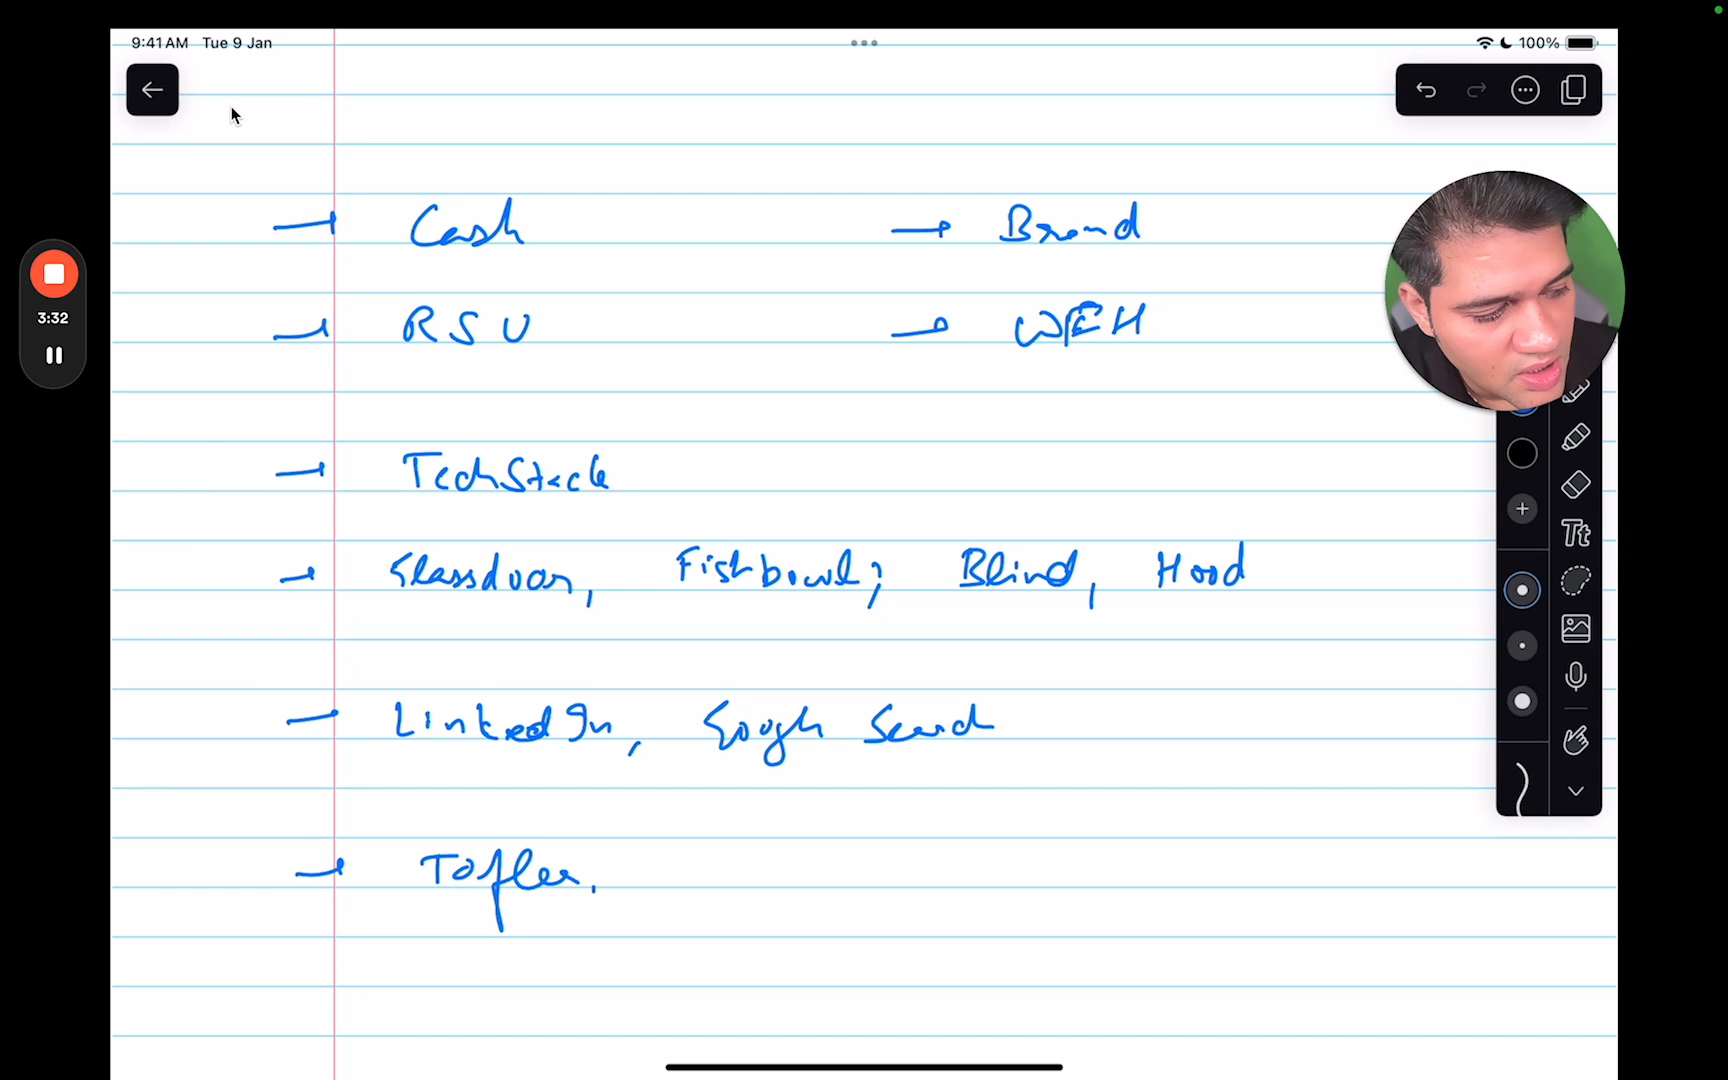 9:41 AM Tue 9 Jan
100%
→ Cash → Brand
3:32
→ RSU → WFH
→ TechStack
Tt
→ Glassdoor, Fishbowl, Blind, Hood
→ LinkedIn, Google Search
→ Tofler.